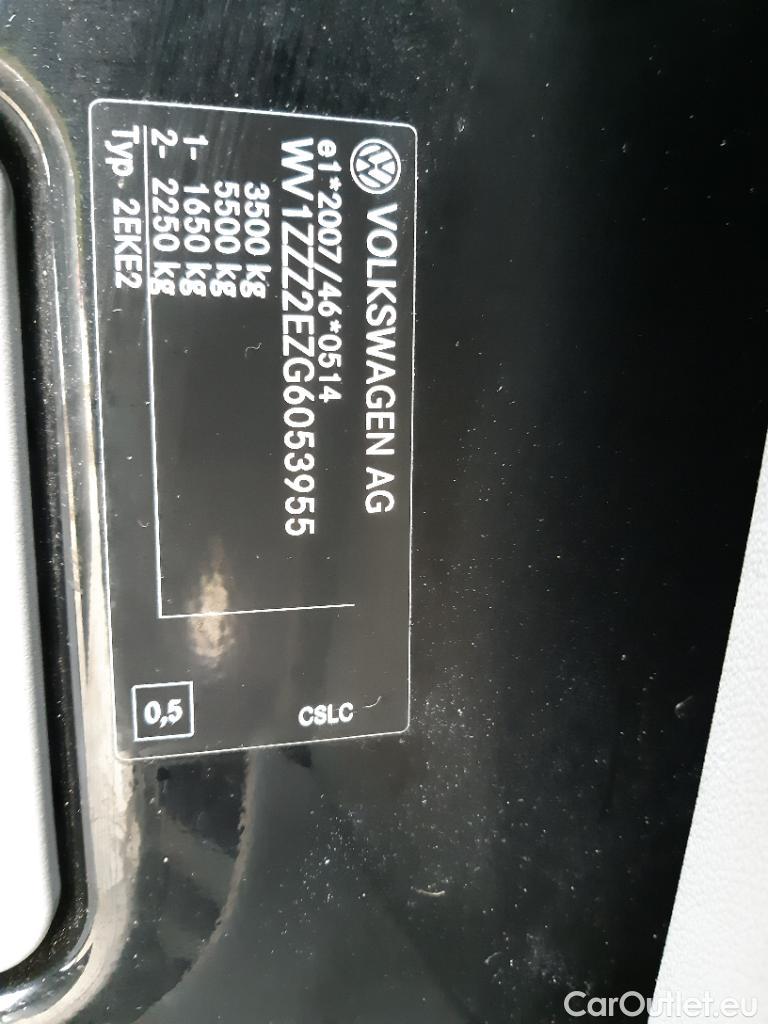 VOLKSWAGEN AG
e1*2007/46*0514
WV1ZZZ2EZG6053955
3500 kg
5500 kg
1- 1650 kg
2- 2250 kg
Typ 2EKE2
CSLC
0,5
CarOutlet.eu